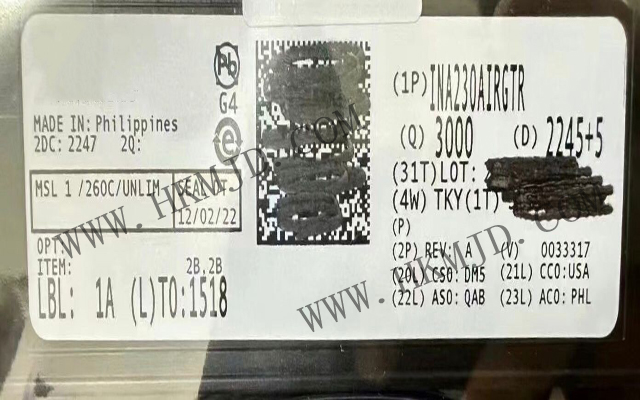 Pb
G4
e
MADE IN: Philippines
2DC: 2247 2Q:
MSL 1 /260C/UNLIM SEAL DT
12/02/22
OPT
ITEM: 2B.2B
LBL: 1A (L)TO:1518
(1P) INA230AIRGTR
(Q) 3000 (D) 2245+5
(31T)LOT:
(4W) TKY(1T)
(P)
(2P) REV: A (V) 0033317
(20L) CSO: DM5 (21L) CCO:USA
(22L) ASO: QAB (23L) ACO: PHL
WWW.HKMJD.COM
WWW.HKMJD.COM